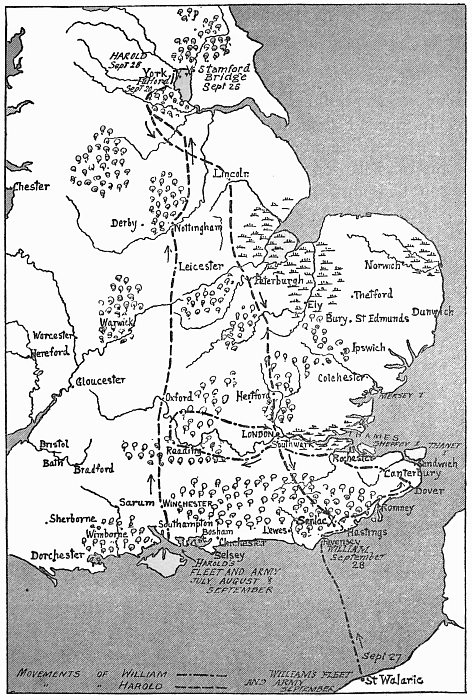 HAROLD
Sept 28
York
Fulford
Sept 20
Stamford
Bridge
Sept 25
Chester
Lincoln
Derby
Nottingham
Leicester
Peterburgh
Norwich
Thetford
Dunwich
Ely
Bury. St Edmunds
Warwick
Worcester
Hereford
Ipswich
Colchester
Gloucester
Oxford
Hertford
MERSEY I
LONDON
THAMES
Southwark
SHEPPEY I
THANET I
Bristol
Bath
Bradford
Reading
Rochester
Sandwich
Canterbury
Dover
Sarum
WINCHESTER
Romney
Sherborne
Wimborne
Southampton
Bosham
Lewes
Senlac
Hastings
Pevensey
WILLIAM
September
28
Dorchester
Chichester
Selsey
HAROLD'S
FLEET AND ARMY
JULY AUGUST &
SEPTEMBER
Sept 27
MOVEMENTS OF WILLIAM
" " HAROLD
WILLIAM'S FLEET
AND ARMY
SEPTEMBER
St Walaric